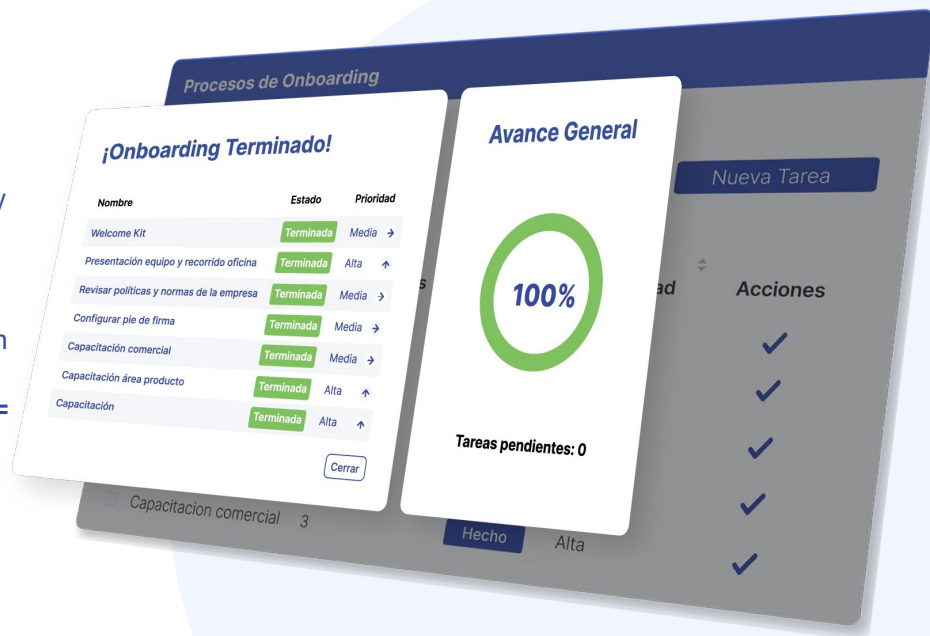 Procesos de Onboarding
¡Onboarding Terminado!
Nombre Estado Prioridad
Welcome Kit Terminada Media
Presentación equipo y recorrido oficina Terminada Alta
Revisar políticas y normas de la empresa Terminada Media
Configurar pie de firma Terminada Media
Capacitación comercial Terminada Media
Capacitación área producto Terminada Alta
Capacitación Terminada Alta
Cerrar
Avance General
100%
Tareas pendientes: 0
Nueva Tarea
Acciones
Capacitacion comercial 3 Hecho Alta